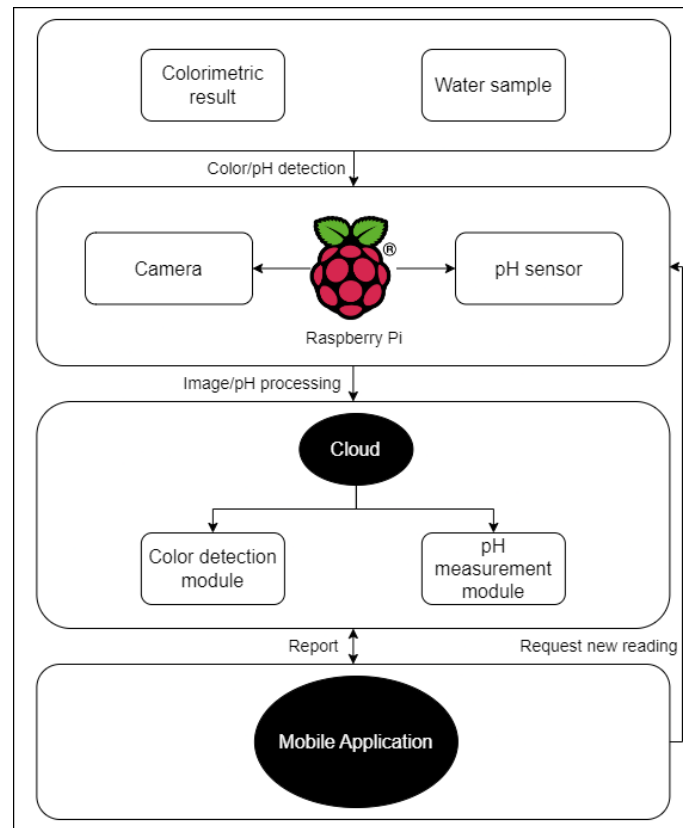 Colorimetric
result
Water sample
Color/pH detection
Camera
®
pH sensor
Raspberry Pi
Image/pH processing
Cloud
Color detection
module
pH
measurement
module
Report
Request new reading
Mobile Application